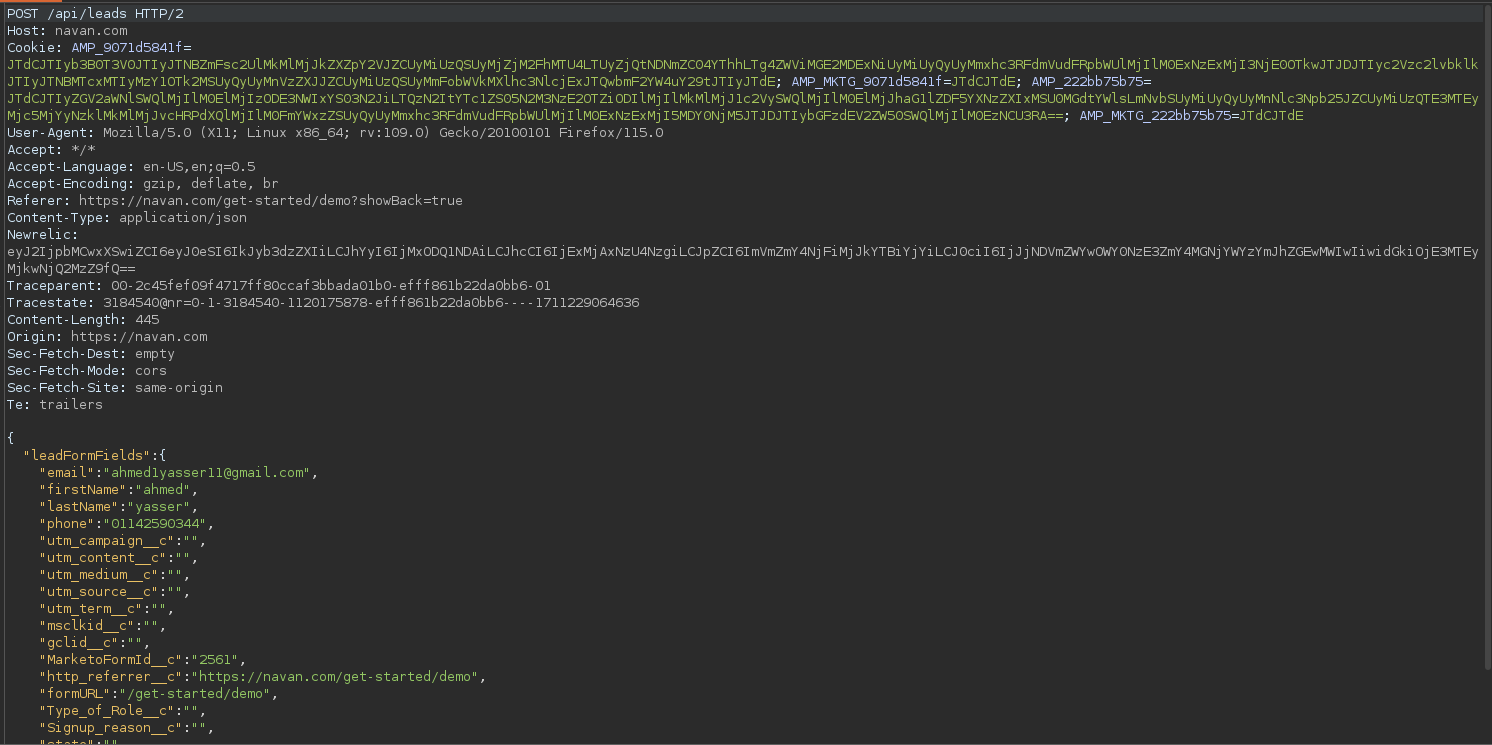 POST /api/leads HTTP/2
Host: navan.com
Cookie: AMP_9071d5841f=
JTdCJTIyb3B0T3V0JTIyJTNBZmFsc2UlMkMlMjJkZXZpY2VJZCUyMiUzQSUyMjZjM2FhMTU4LTUyZjQtNDNmZC04YThhLTg4ZWViMGE2MDExNiUyMiUyQyUyMmxhc3RFdmVudFRpbWUlMjIlM0ExNzExMjI3NjE0OTkwJTJDJTIyc2Vzc2lvbklk
JTIyJTNBMTcxMTIyMzY1OTk2MSUyQyUyMnVzZXJJZCUyMiUzQSUyMmFobWVkMXlhc3NlcjExJTQwbmF2YW4uY29tJTIyJTdE; AMP_MKTG_9071d5841f=JTdCJTdE; AMP_222bb75b75=
JTdCJTIyZGV2aWNlSWQlMjIlM0ElMjIzODE3NWIxYS03N2JiLTQzN2ItYTc1ZS05N2M3NzE2OTZiODIlMjIlMkMlMjJ1c2VySWQlMjIlM0ElMjJhaG1lZDF5YXNzZXIxMSU0MGdtYWlsLmNvbSUyMiUyQyUyMnNlc3Npb25JZCUyMiUzQTE3MTEy
Mjc5MjYyNzklMkMlMjJvcHRPdXQlMjIlM0FmYWxzZSUyQyUyMmxhc3RFdmVudFRpbWUlMjIlM0ExNzExMjI5MDY0NjM5JTJDJTIybGFzdEV2ZW50SWQlMjIlM0EzNCU3RA==; AMP_MKTG_222bb75b75=JTdCJTdE
User-Agent: Mozilla/5.0 (X11; Linux x86_64; rv:109.0) Gecko/20100101 Firefox/115.0
Accept: */*
Accept-Language: en-US,en;q=0.5
Accept-Encoding: gzip, deflate, br
Referer: https://navan.com/get-started/demo?showBack=true
Content-Type: application/json
Newrelic:
eyJ2IjpbMCwxXSwiZCI6eyJ0eSI6IkJyb3dzZXIiLCJhYyI6IjMxODQ1NDAiLCJhcCI6IjExMjAxNzU4NzgiLCJpZCI6ImVmZmY4NjFiMjJkYTBiYjYiLCJ0ciI6IjJjNDVmZWYwOWY0NzE3ZmY4MGNjYWYzYmJhZGEwMWIwIiwidGkiOjE3MTEy
MjkwNjQ2MzZ9fQ==
Traceparent: 00-2c45fef09f4717ff80ccaf3bbada01b0-efff861b22da0bb6-01
Tracestate: 3184540@nr=0-1-3184540-1120175878-efff861b22da0bb6----1711229064636
Content-Length: 445
Origin: https://navan.com
Sec-Fetch-Dest: empty
Sec-Fetch-Mode: cors
Sec-Fetch-Site: same-origin
Te: trailers
{
"leadFormFields":{
"email":"ahmed1yasser11@gmail.com",
"firstName":"ahmed",
"lastName":"yasser",
"phone":"01142590344",
"utm_campaign__c":"",
"utm_content__c":"",
"utm_medium__c":"",
"utm_source__c":"",
"utm_term__c":"",
"msclkid__c":"",
"gclid__c":"",
"MarketoFormId__c":"2561",
"http_referrer__c":"https://navan.com/get-started/demo",
"formURL":"/get-started/demo",
"Type_of_Role__c":"",
"Signup_reason__c":"",